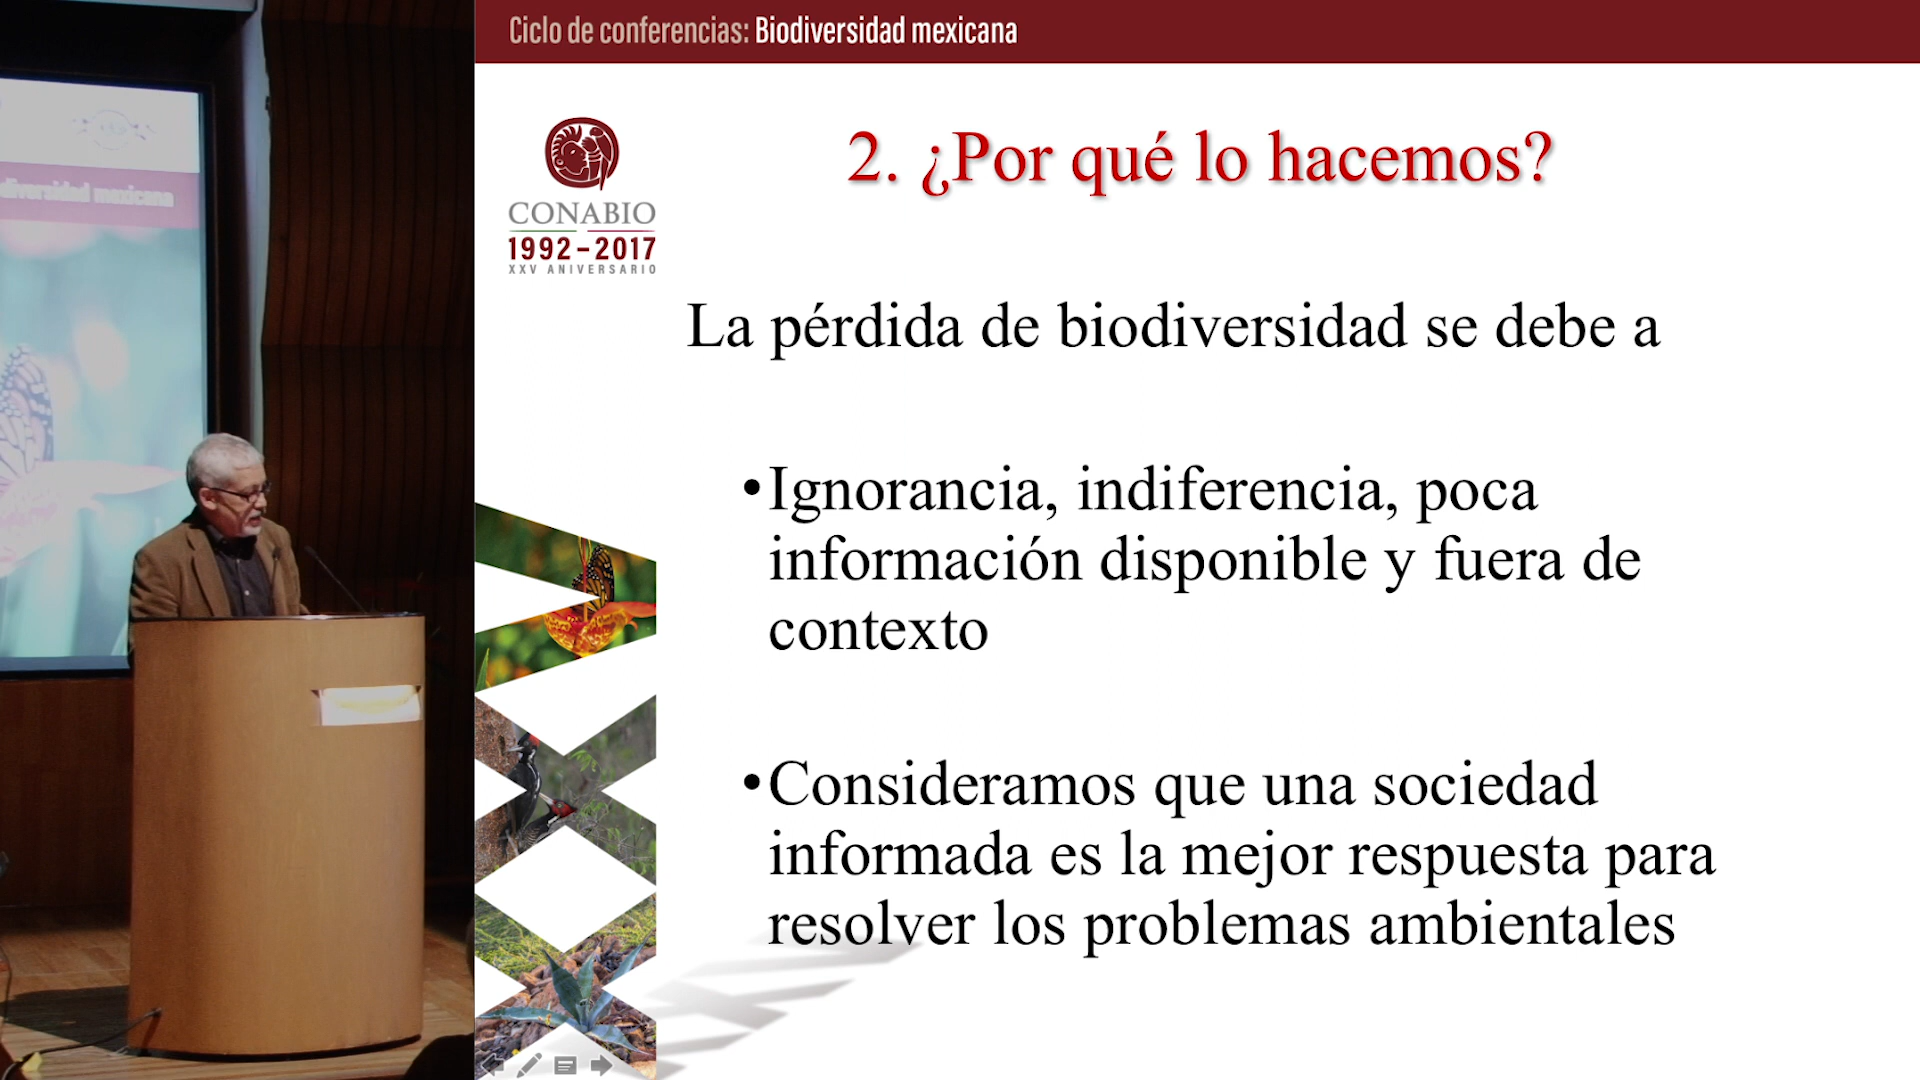 Ciclo de conferencias: Biodiversidad mexicana
diversidad mexicana
CONABIO
1992-2017
XXV ANIVERSARIO
2. ¿Por qué lo hacemos?
La pérdida de biodiversidad se debe a
•Ignorancia, indiferencia, poca
información disponible y fuera de
contexto
•Consideramos que una sociedad
informada es la mejor respuesta para
resolver los problemas ambientales